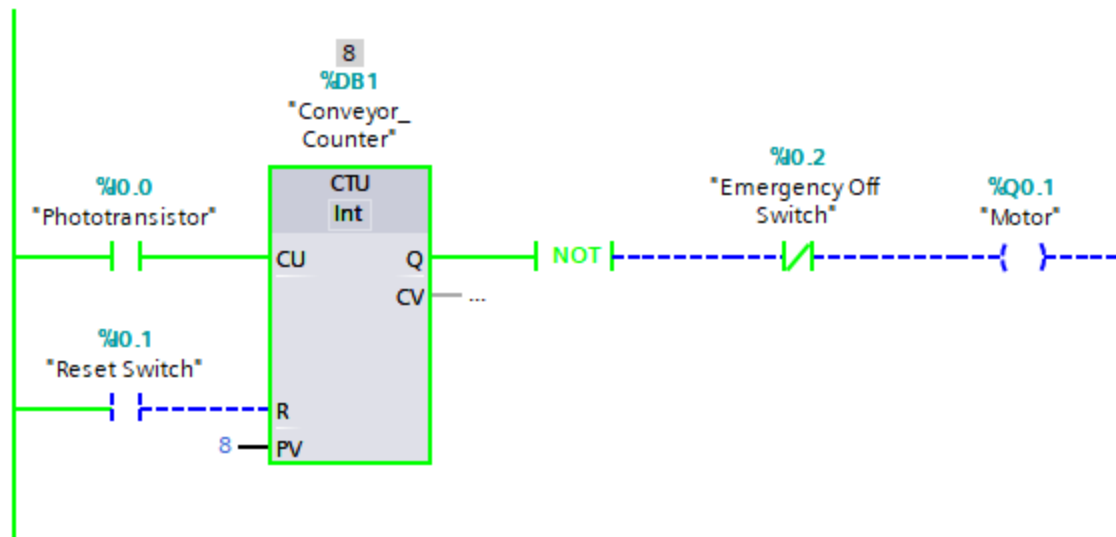 8
%DB1
"Conveyor_
Counter"
%I0.0
"Phototransistor"
CTU
Int
CU
Q
CV
...
NOT
%I0.2
"Emergency Off
Switch"
%Q0.1
"Motor"
%I0.1
"Reset Switch"
R
8
PV